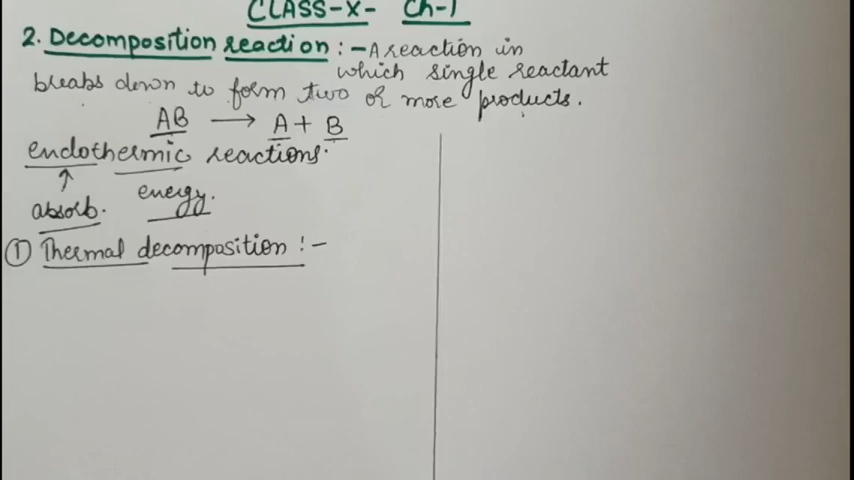 CLASS-X- Ch-1
2. Decomposition reaction :- A reaction in
which single reactant
breabs down to form two or more products.
AB → A + B
endothermic reactions.
↑
absorb. energy.
① Thermal decomposition :-